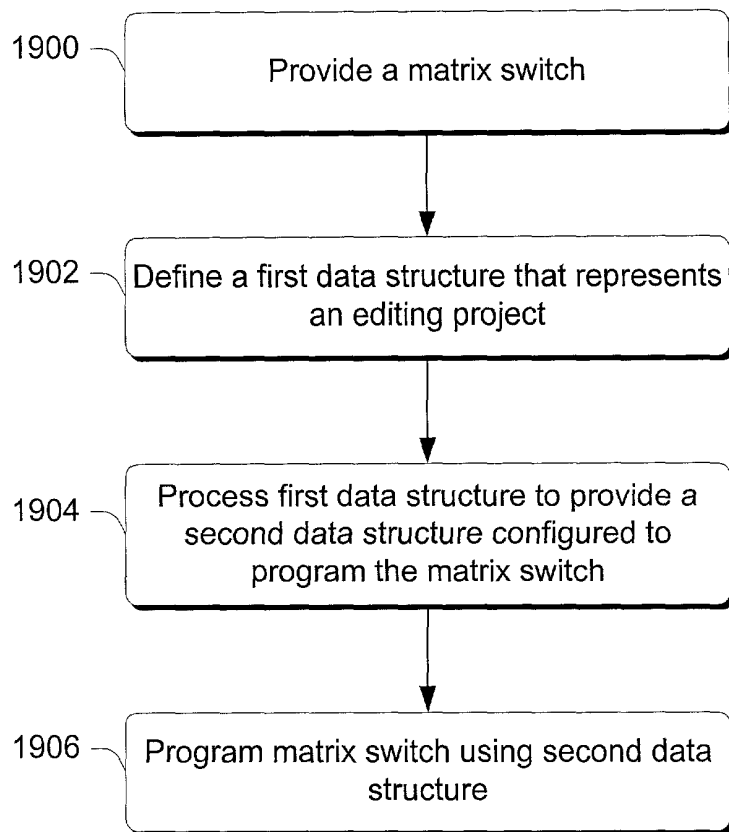 1900
Provide a matrix switch
1902
Define a first data structure that represents
an editing project
1904
Process first data structure to provide a
second data structure configured to
program the matrix switch
1906
Program matrix switch using second data
structure